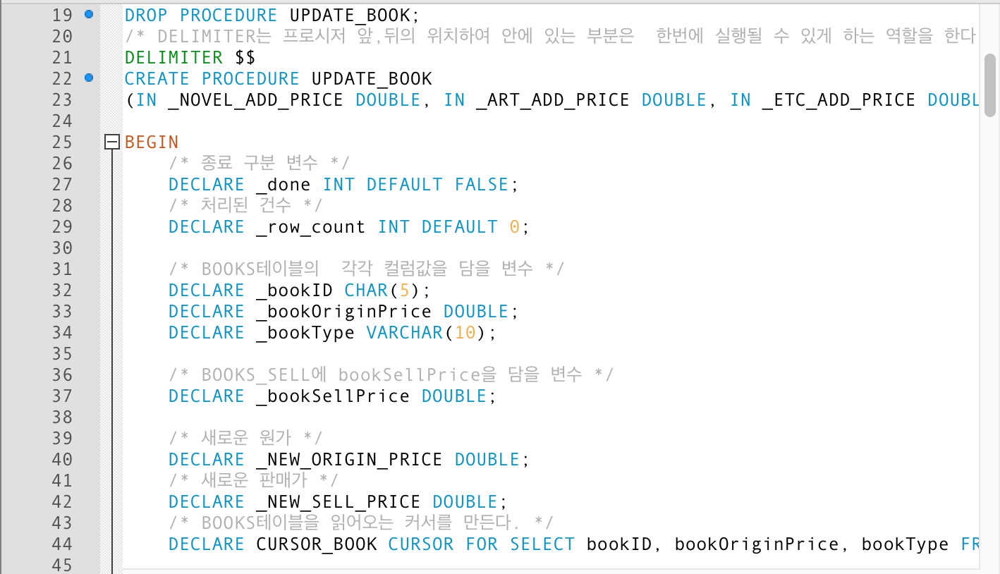 19 DROP PROCEDURE UPDATE_BOOK;
20 /* DELIMITER는 프로시저 앞,뒤의 위치하여 안에 있는 부분은  한번에 실행될 수 있게 하는 역할을 한다
21 DELIMITER $$
22 CREATE PROCEDURE UPDATE_BOOK
23 (IN _NOVEL_ADD_PRICE DOUBLE, IN _ART_ADD_PRICE DOUBLE, IN _ETC_ADD_PRICE DOUBL
24
25 BEGIN
26 /* 종료 구분 변수 */
27 DECLARE _done INT DEFAULT FALSE;
28 /* 처리된 건수 */
29 DECLARE _row_count INT DEFAULT 0;
30
31 /* BOOKS테이블의  각각 컬럼값을 담을 변수 */
32 DECLARE _bookID CHAR(5);
33 DECLARE _bookOriginPrice DOUBLE;
34 DECLARE _bookType VARCHAR(10);
35
36 /* BOOKS_SELL에 bookSellPrice을 담을 변수 */
37 DECLARE _bookSellPrice DOUBLE;
38
39 /* 새로운 원가 */
40 DECLARE _NEW_ORIGIN_PRICE DOUBLE;
41 /* 새로운 판매가 */
42 DECLARE _NEW_SELL_PRICE DOUBLE;
43 /* BOOKS테이블을 읽어오는 커서를 만든다. */
44 DECLARE CURSOR_BOOK CURSOR FOR SELECT bookID, bookOriginPrice, bookType FR
45